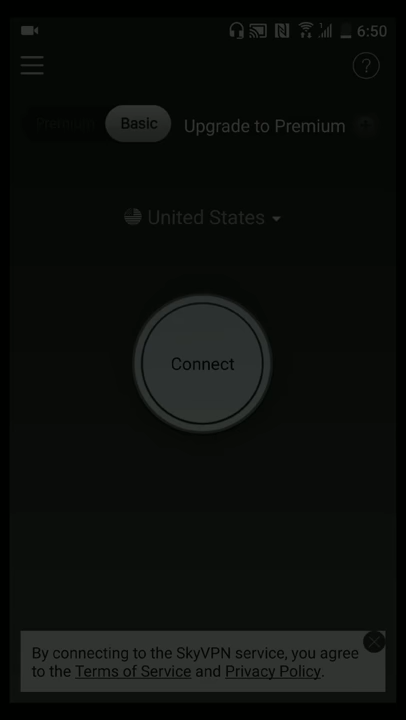 6:50
?
Premium Basic Upgrade to Premium
United States
Connect
By connecting to the SkyVPN service, you agree
to the Terms of Service and Privacy Policy.